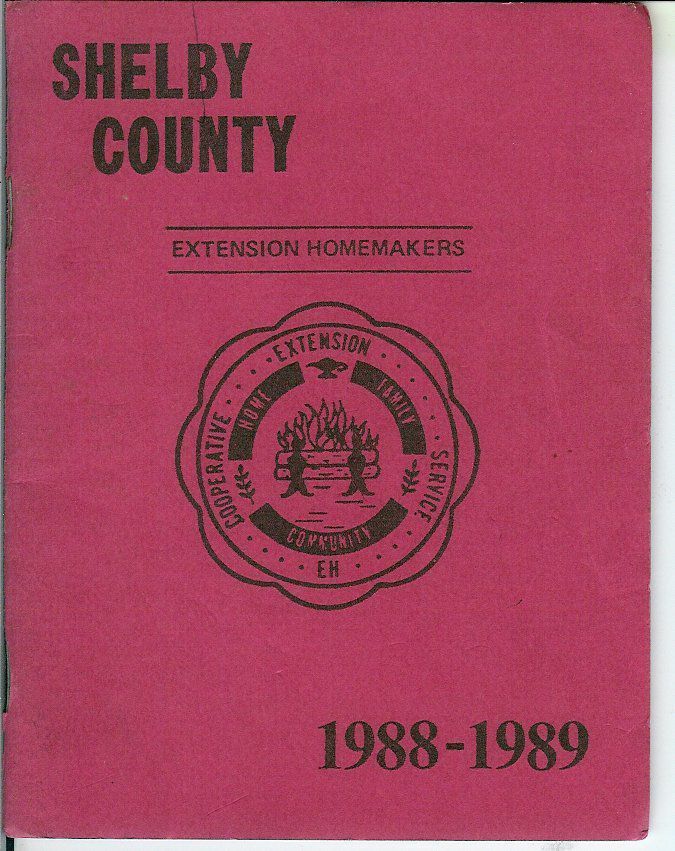 SHELBY
COUNTY
EXTENSION HOMEMAKERS
COOPERATIVE EXTENSION SERVICE
HOME FAMILY
COMMUNITY
EH
1988-1989